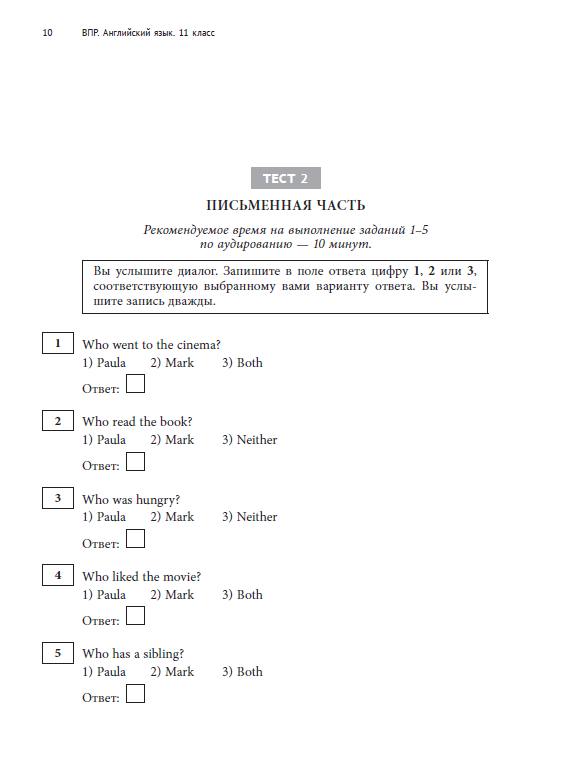 10 ВПР. Английский язык. 11 класс
ТЕСТ 2
ПИСЬМЕННАЯ ЧАСТЬ
Рекомендуемое время на выполнение заданий 1–5
по аудированию — 10 минут.
Вы услышите диалог. Запишите в поле ответа цифру 1, 2 или 3,
соответствующую выбранному вами варианту ответа. Вы услы-
шите запись дважды.
1 Who went to the cinema?
1) Paula 2) Mark 3) Both
Ответ:
2 Who read the book?
1) Paula 2) Mark 3) Neither
Ответ:
3 Who was hungry?
1) Paula 2) Mark 3) Neither
Ответ:
4 Who liked the movie?
1) Paula 2) Mark 3) Both
Ответ:
5 Who has a sibling?
1) Paula 2) Mark 3) Both
Ответ: